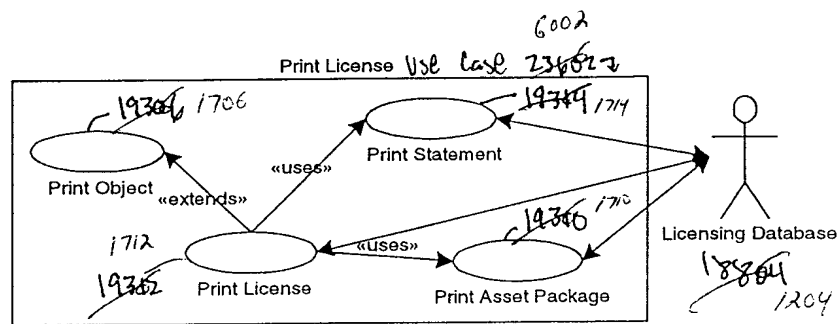 6002
Print License Use Case
1706
1714
Print Statement
«uses»
Print Object
«extends»
1710
1712
«uses»
Licensing Database
Print License
Print Asset Package
1204